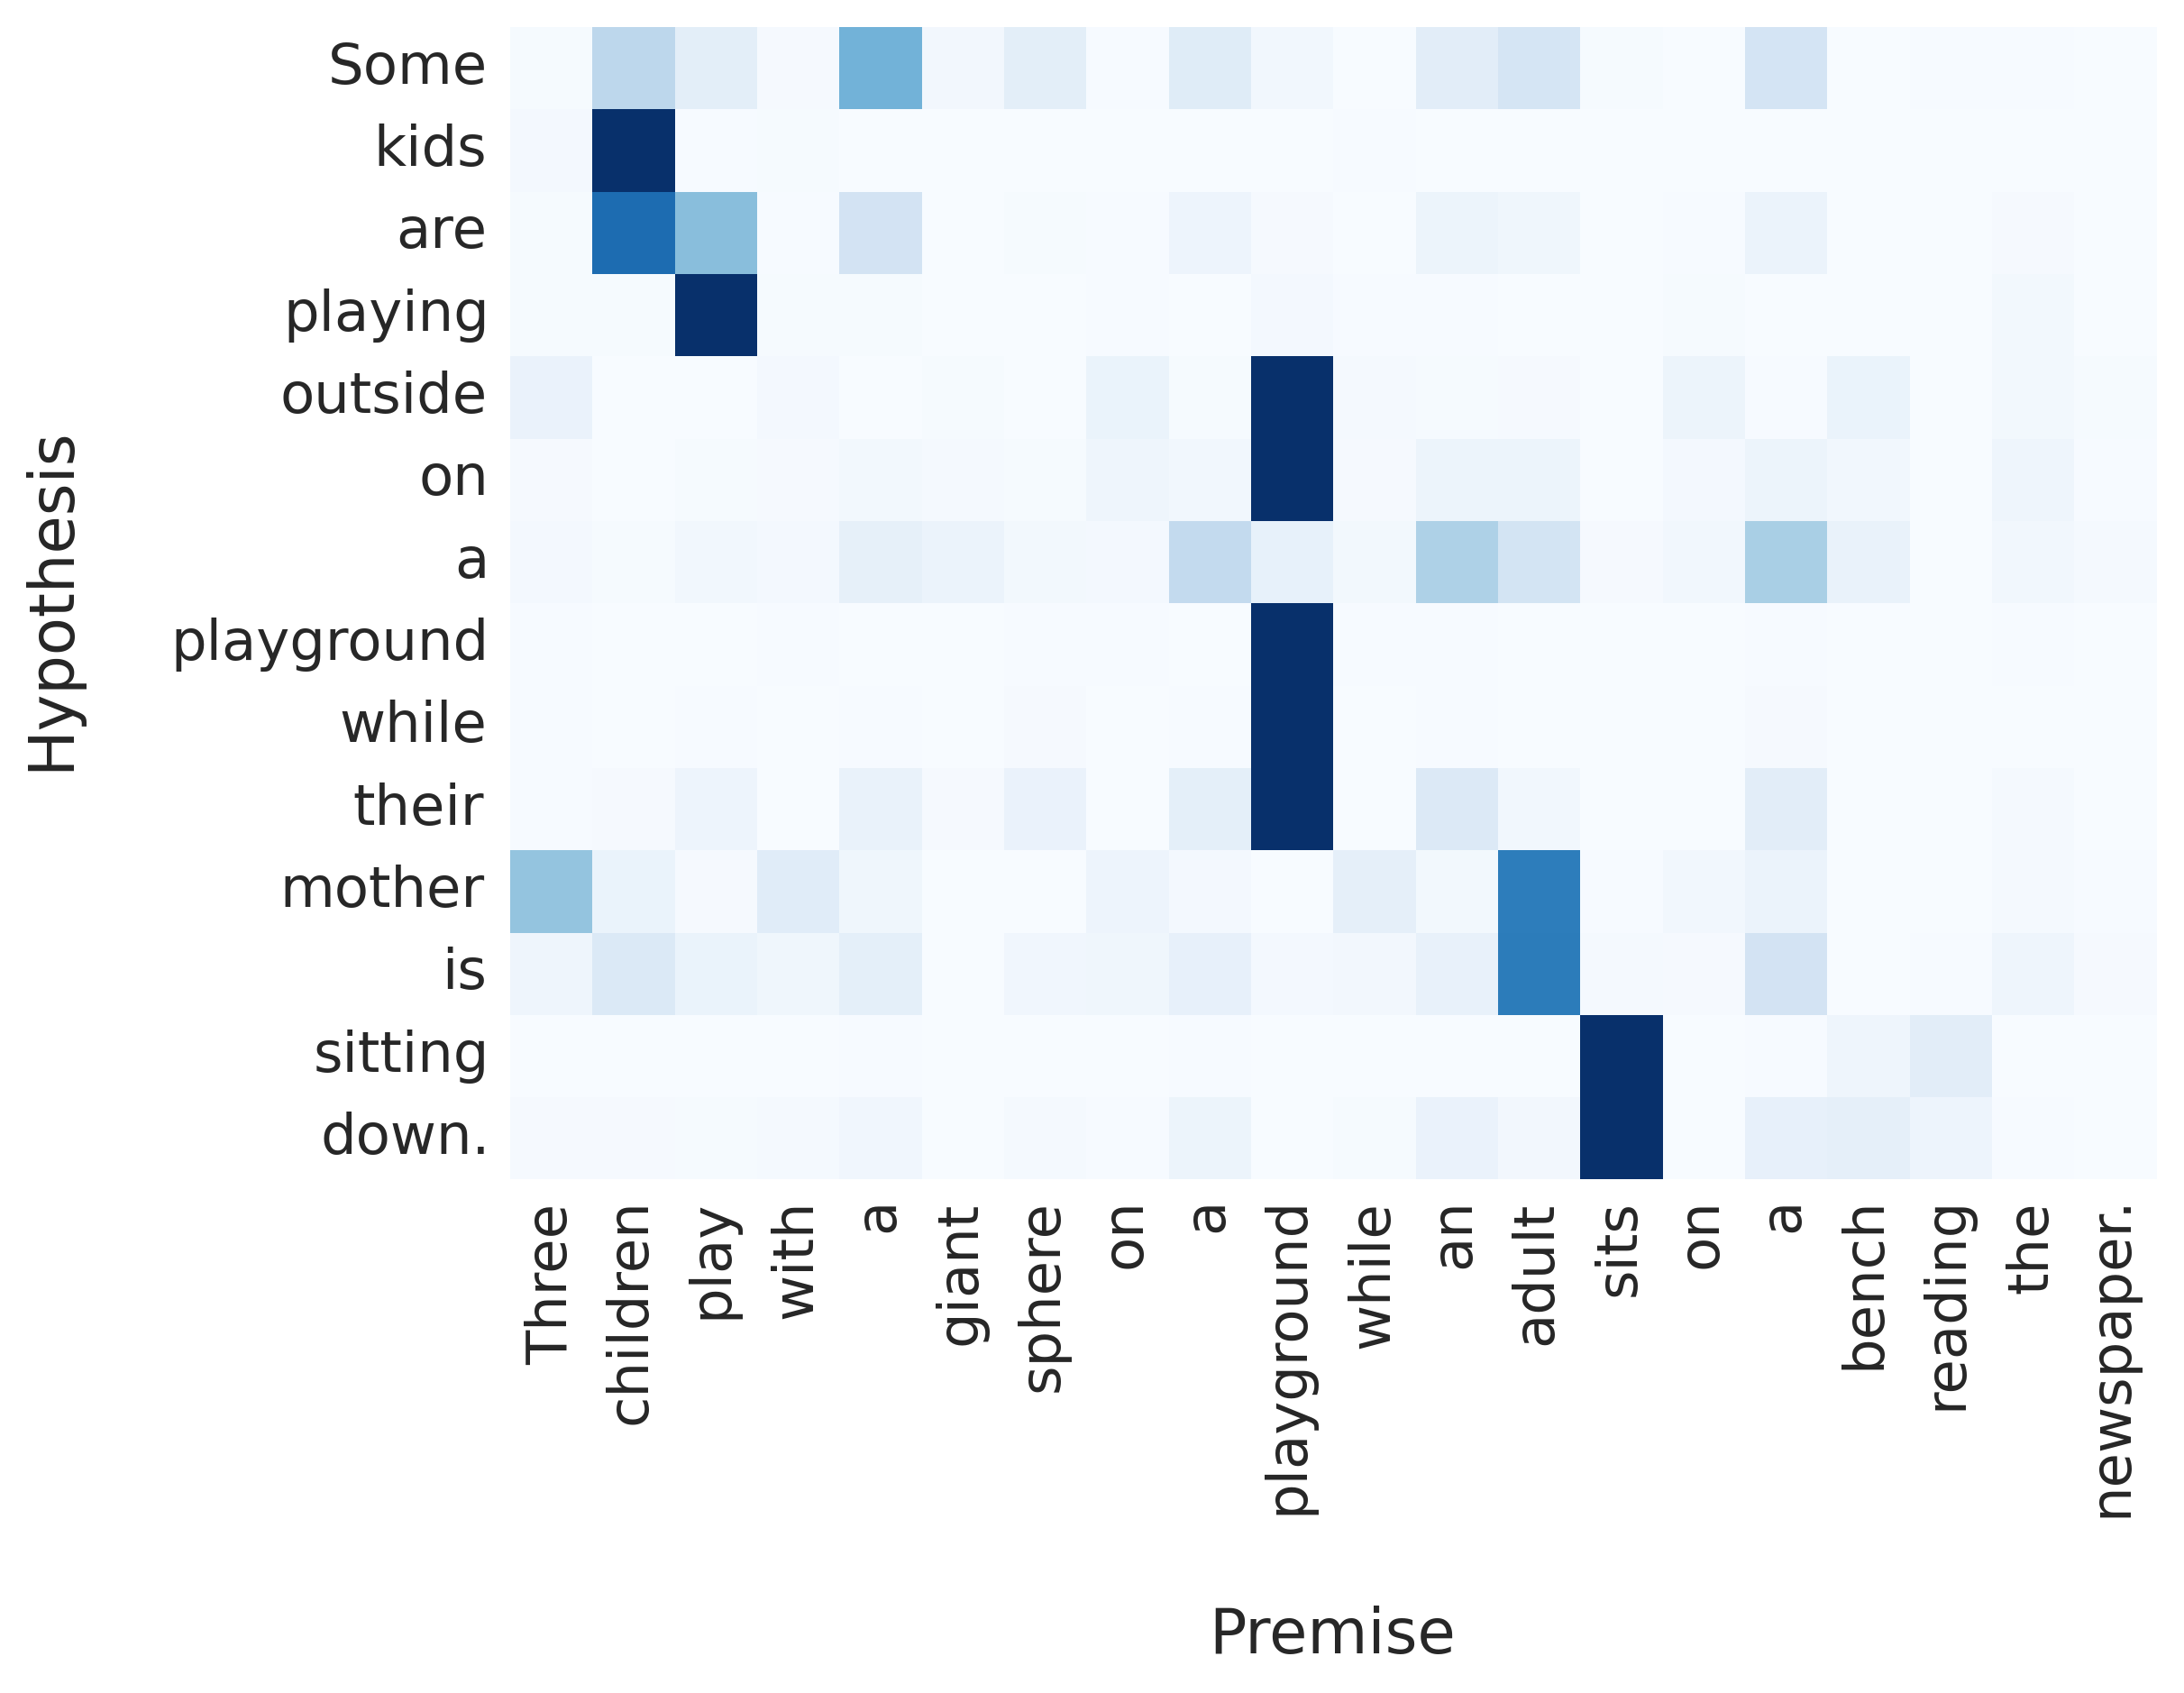 Hypothesis
Some
kids
are
playing
outside
on
a
playground
while
their
mother
is
sitting
down.
Three
children
play
with
a
giant
sphere
on
a
playground
while
an
adult
sits
on
a
bench
reading
the
newspaper.
Premise